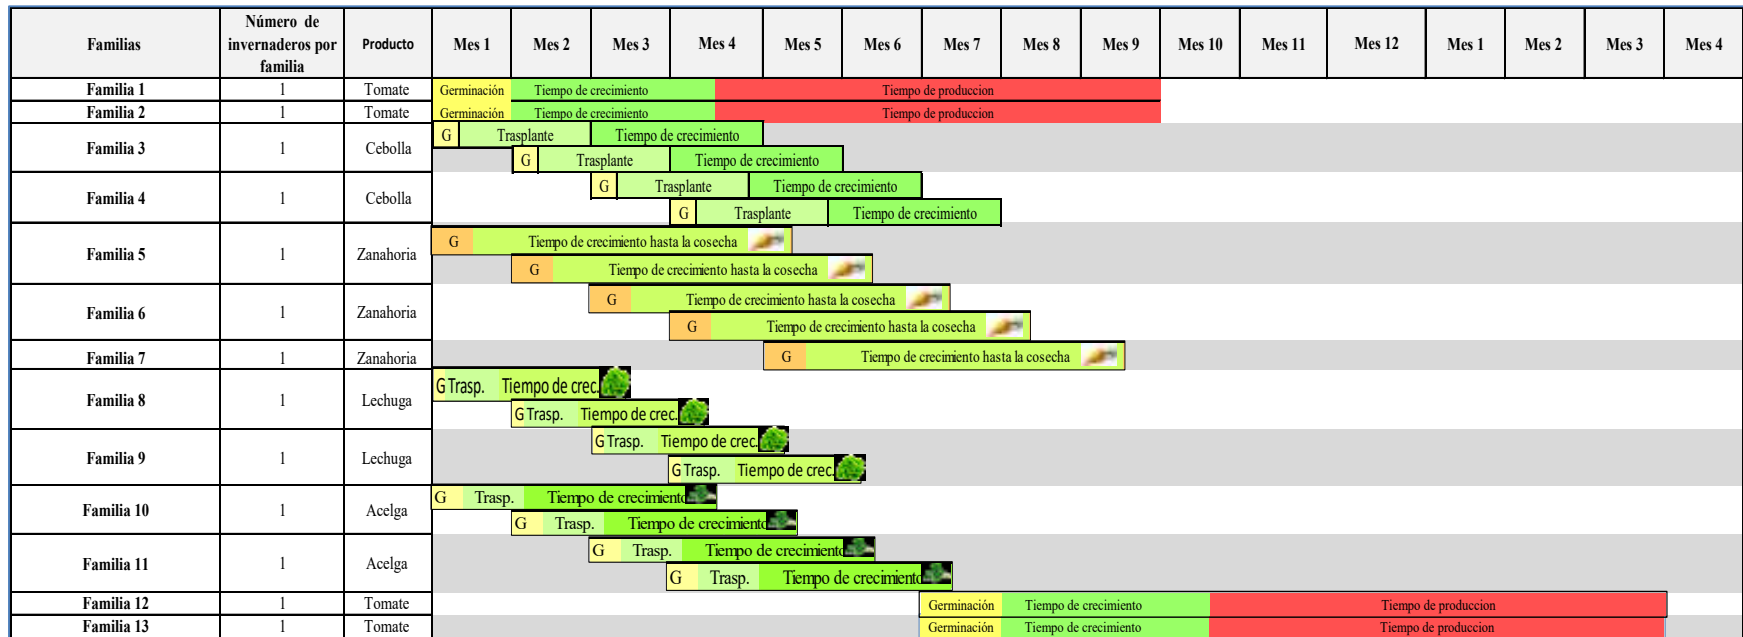 Familias Número de invernaderos por familia Producto Mes 1 Mes 2 Mes 3 Mes 4 Mes 5 Mes 6 Mes 7 Mes 8 Mes 9 Mes 10 Mes 11 Mes 12 Mes 1 Mes 2 Mes 3 Mes 4
Familia 1 1 Tomate Germinación Tiempo de crecimiento Tiempo de produccion
Familia 2 1 Tomate Germinación Tiempo de crecimiento Tiempo de produccion
Familia 3 1 Cebolla G Trasplante Tiempo de crecimiento
G Trasplante Tiempo de crecimiento
Familia 4 1 Cebolla G Trasplante Tiempo de crecimiento
G Trasplante Tiempo de crecimiento
Familia 5 1 Zanahoria G Tiempo de crecimiento hasta la cosecha
G Tiempo de crecimiento hasta la cosecha
Familia 6 1 Zanahoria G Tiempo de crecimiento hasta la cosecha
G Tiempo de crecimiento hasta la cosecha
Familia 7 1 Zanahoria G Tiempo de crecimiento hasta la cosecha
Familia 8 1 Lechuga G Trasp. Tiempo de crec.
G Trasp. Tiempo de crec.
Familia 9 1 Lechuga G Trasp. Tiempo de crec.
G Trasp. Tiempo de crec.
Familia 10 1 Acelga G Trasp. Tiempo de crecimiento
G Trasp. Tiempo de crecimiento
Familia 11 1 Acelga G Trasp. Tiempo de crecimiento
G Trasp. Tiempo de crecimiento
Familia 12 1 Tomate Germinación Tiempo de crecimiento Tiempo de produccion
Familia 13 1 Tomate Germinación Tiempo de crecimiento Tiempo de produccion